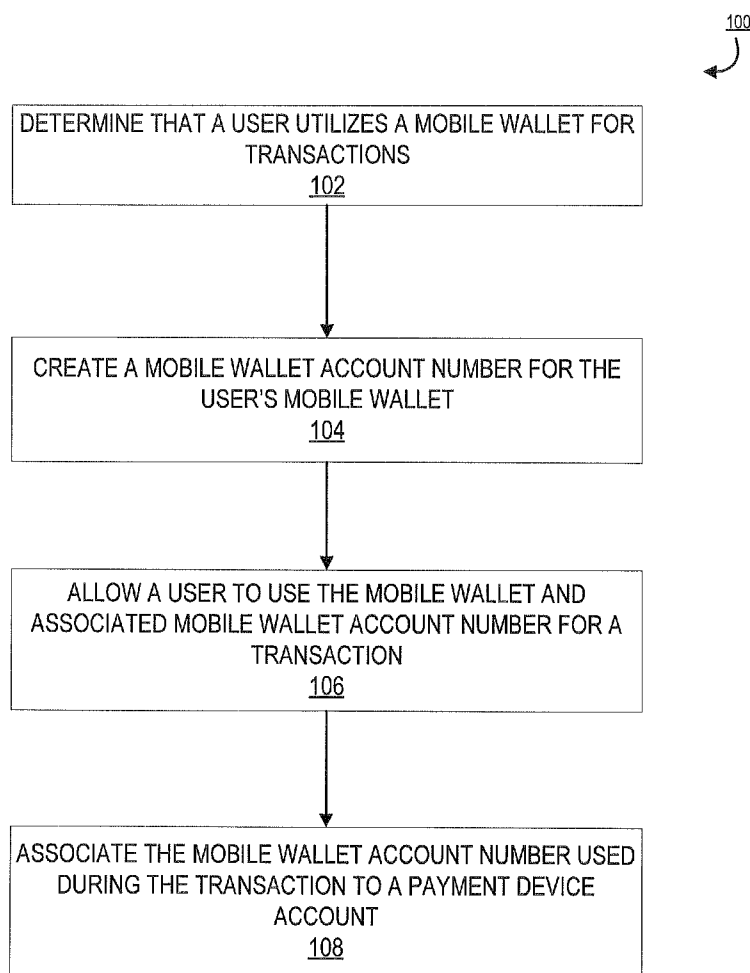 100
DETERMINE THAT A USER UTILIZES A MOBILE WALLET FOR
TRANSACTIONS
102
CREATE A MOBILE WALLET ACCOUNT NUMBER FOR THE
USER'S MOBILE WALLET
104
ALLOW A USER TO USE THE MOBILE WALLET AND
ASSOCIATED MOBILE WALLET ACCOUNT NUMBER FOR A
TRANSACTION
106
ASSOCIATE THE MOBILE WALLET ACCOUNT NUMBER USED
DURING THE TRANSACTION TO A PAYMENT DEVICE
ACCOUNT
108